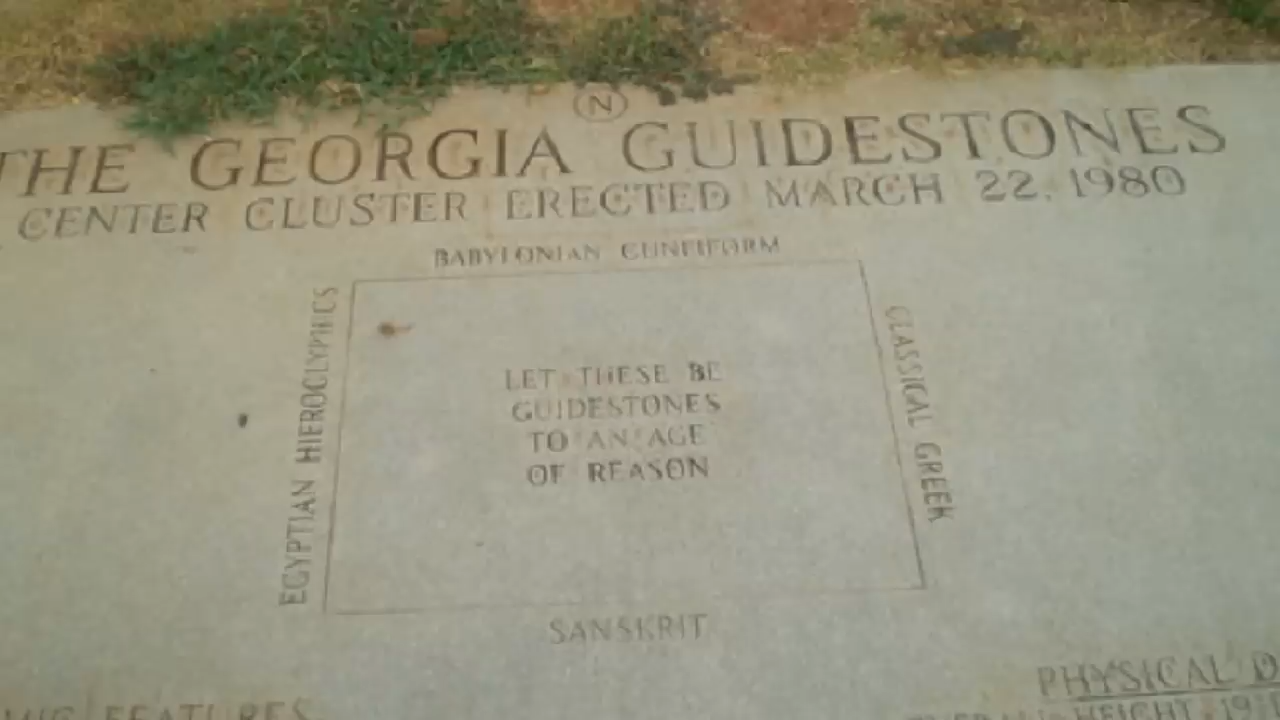 N
THE GEORGIA GUIDESTONES
CENTER CLUSTER ERECTED MARCH 22, 1980
BABYLONIAN CUNEIFORM
EGYPTIAN HIEROGLYPHICS
CLASSICAL GREEK
LET THESE BE
GUIDESTONES
TO AN AGE
OF REASON
SANSKRIT
PHYSICAL D
FEATURES
HEIGHT